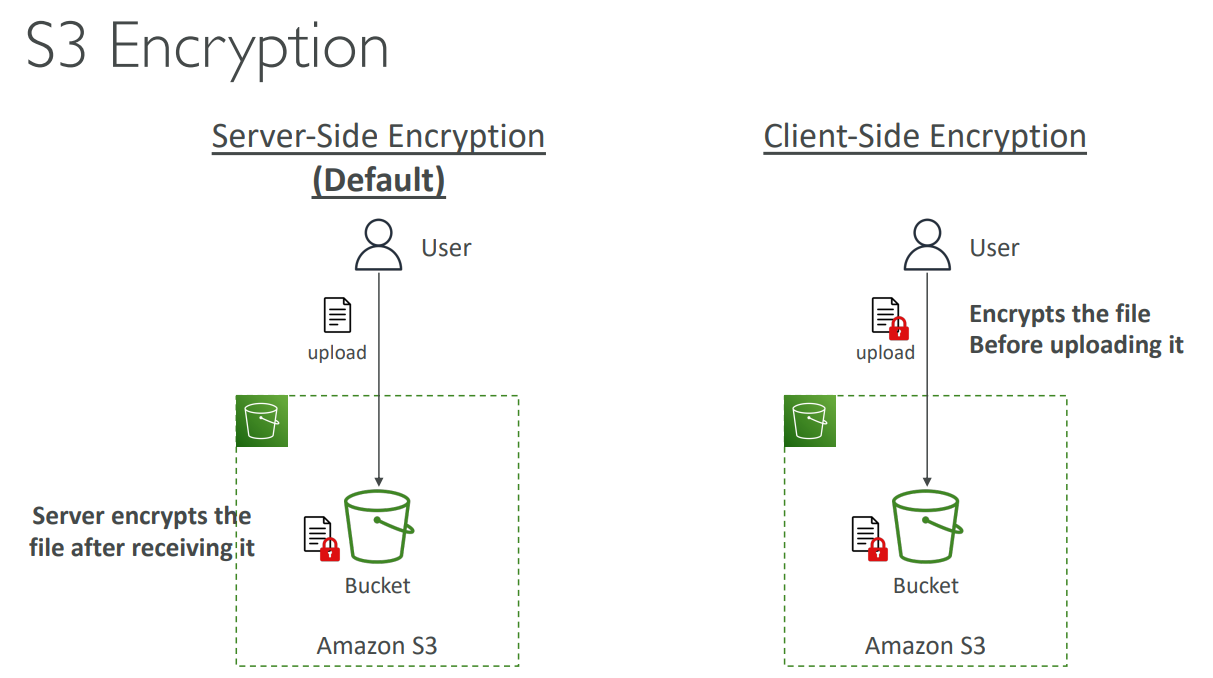 S3 Encryption
Server-Side Encryption
(Default)
User
upload
Server encrypts the
file after receiving it
Bucket
Amazon S3
Client-Side Encryption
User
Encrypts the file
Before uploading it
upload
Bucket
Amazon S3